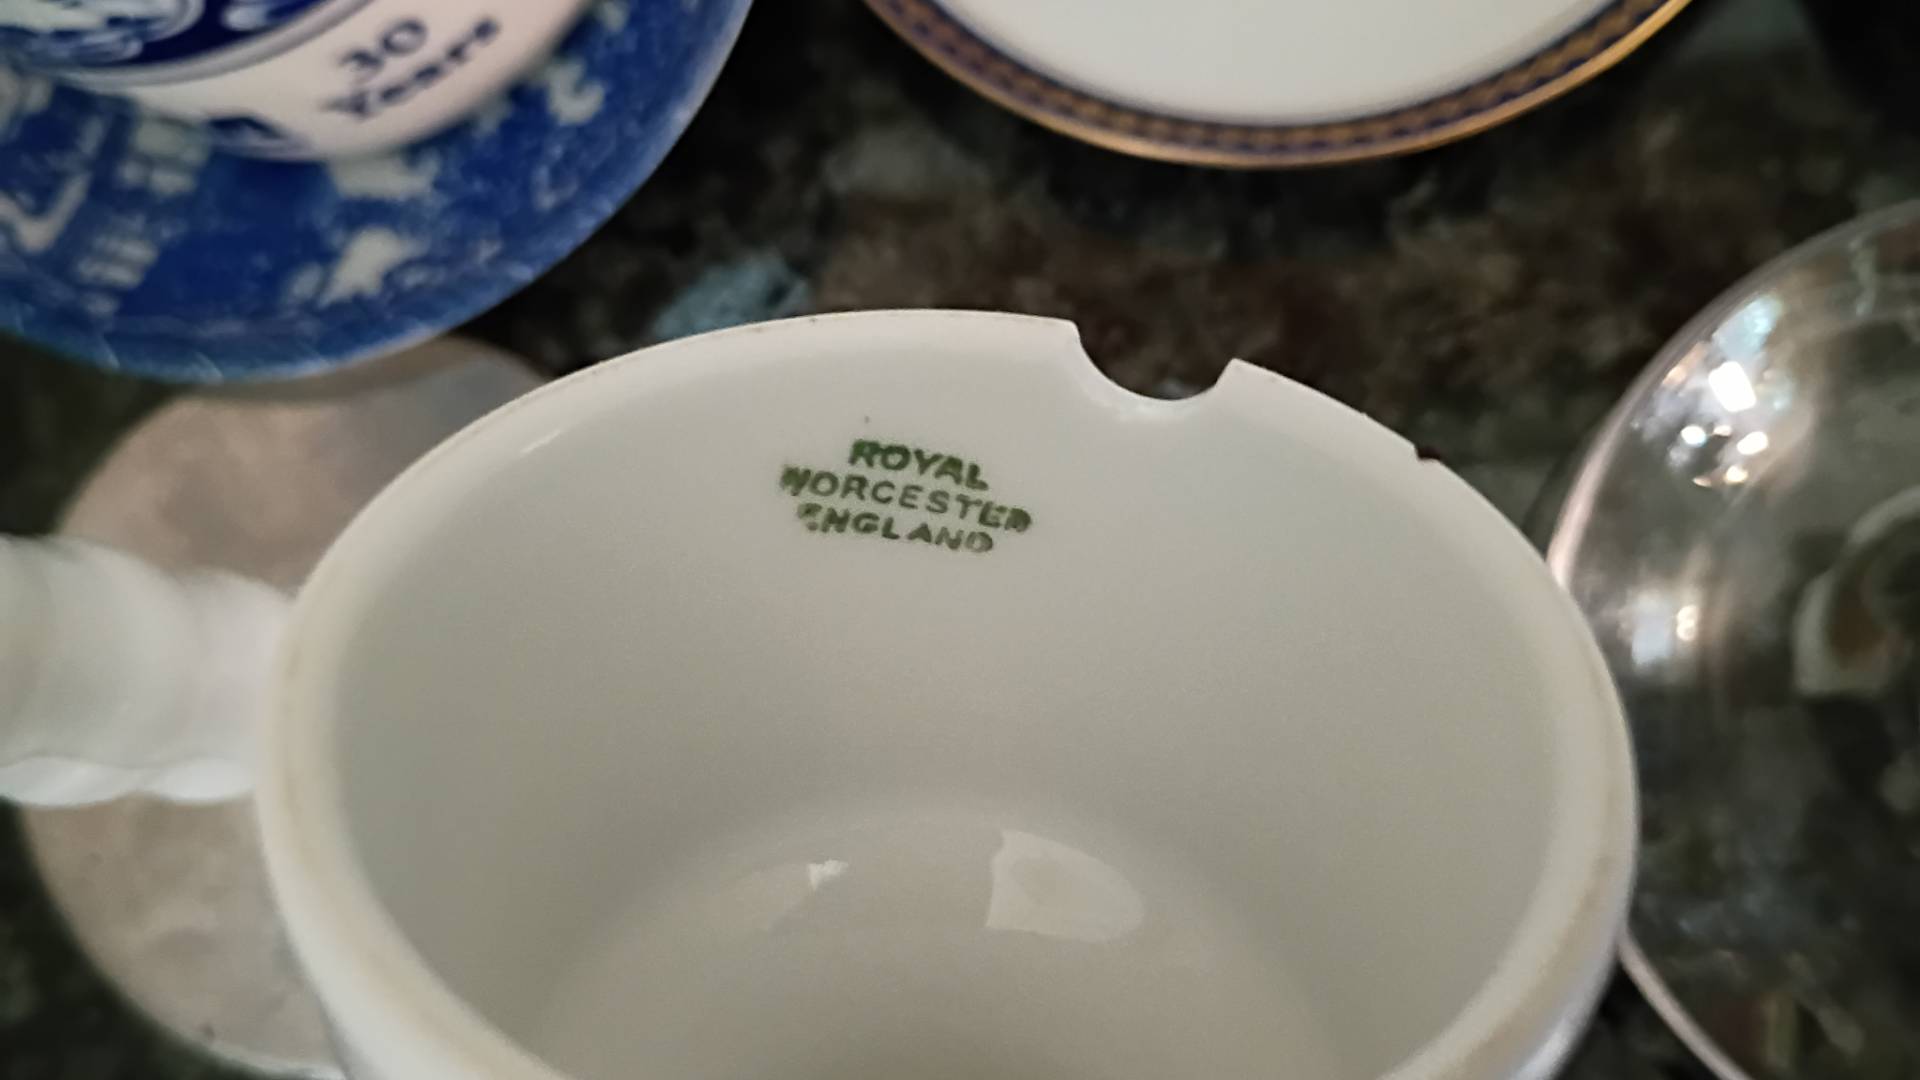 30
Years
ROYAL
WORCESTER
ENGLAND